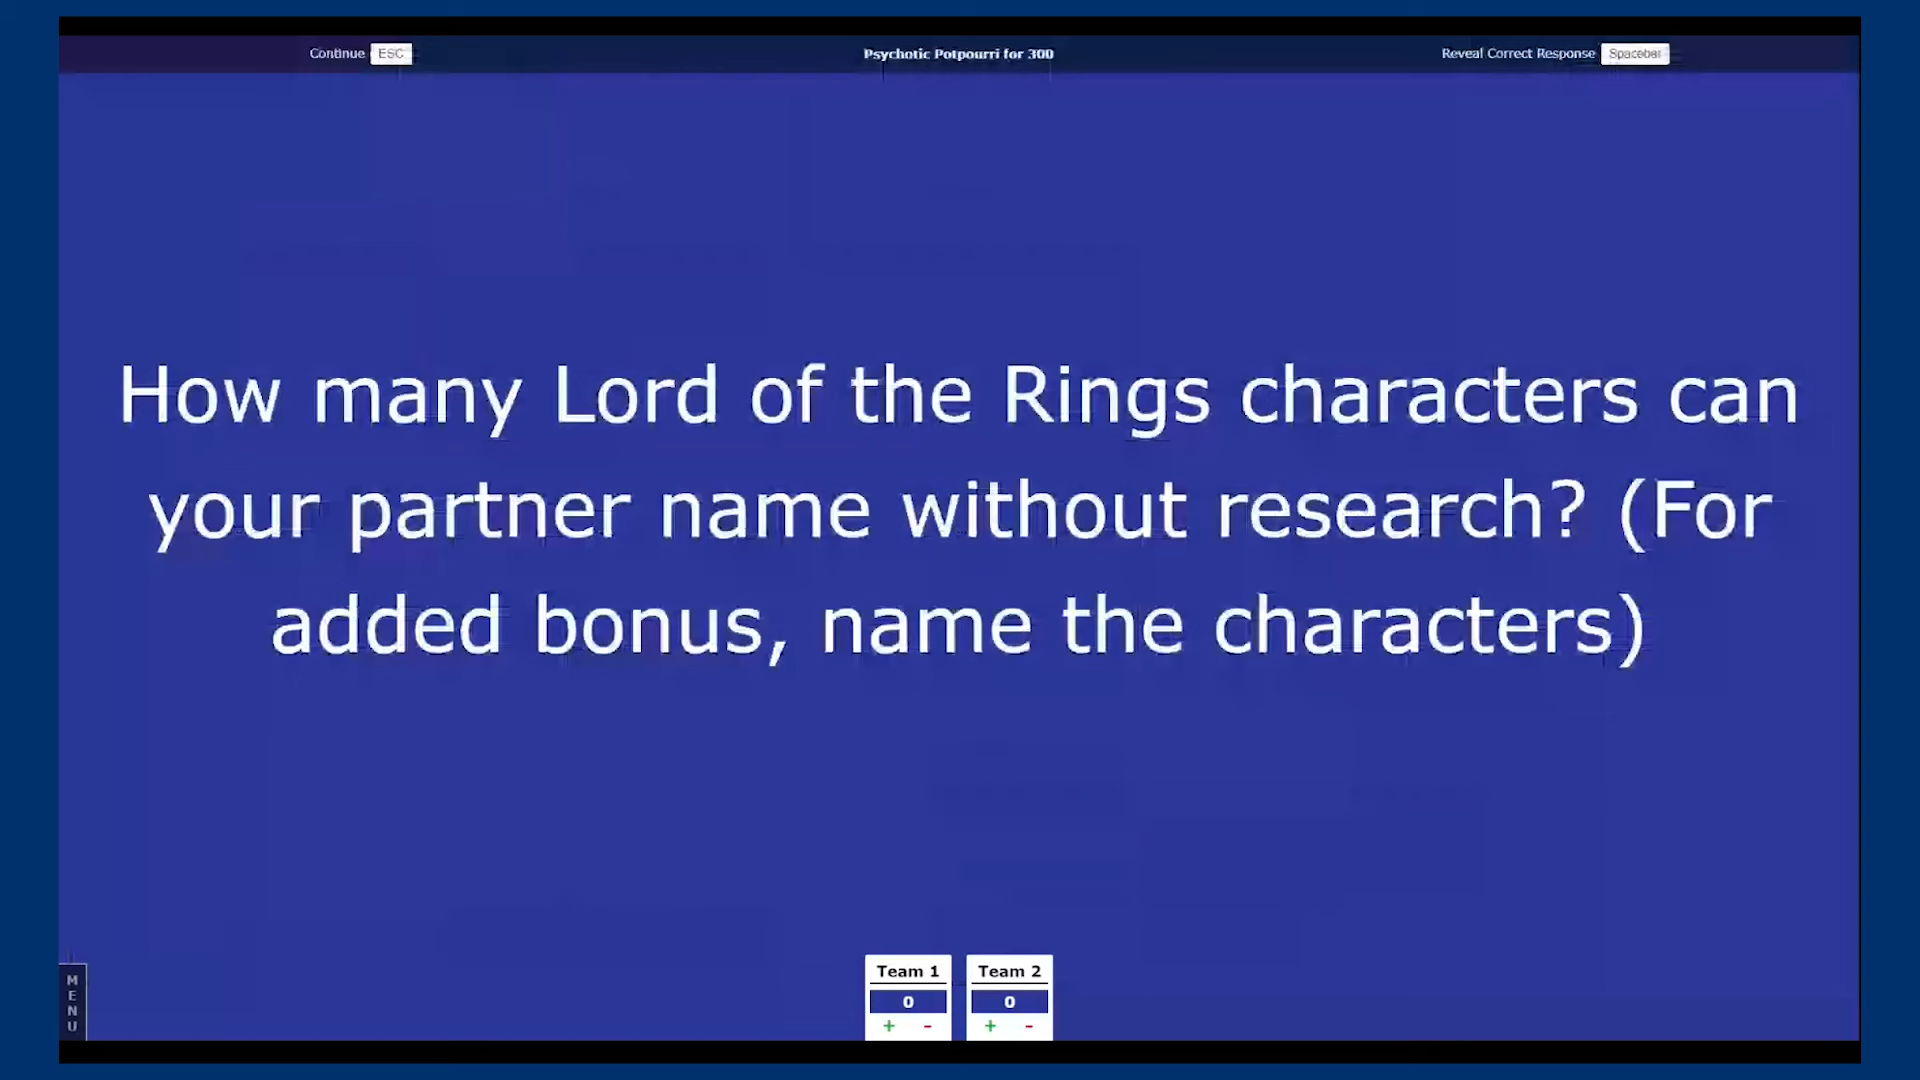 Continue ESC Psychotic Potpourri for 300 Reveal Correct Response Spacebar
How many Lord of the Rings characters can
your partner name without research? (For
added bonus, name the characters)
MENU
Team 1 Team 2
0 0
+ - + -